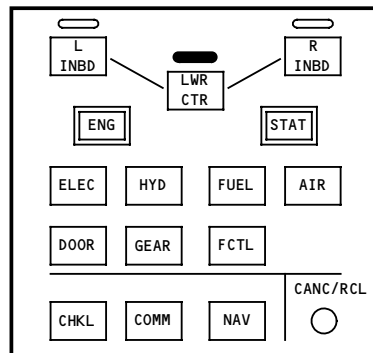 L
INBD
R
INBD
LWR
CTR
ENG
STAT
ELEC
HYD
FUEL
AIR
DOOR
GEAR
FCTL
CANC/RCL
CHKL
COMM
NAV